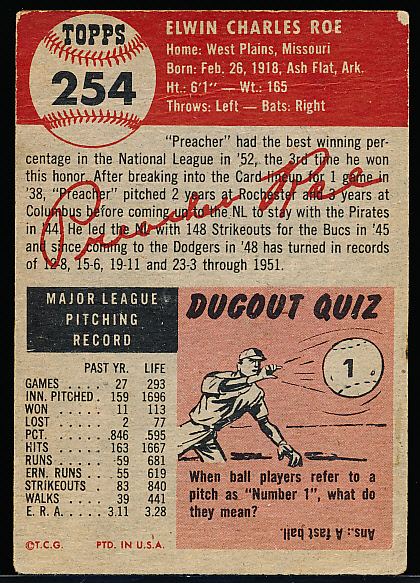 TOPPS
254
ELWIN CHARLES ROE
Home: West Plains, Missouri
Born: Feb. 26, 1918, Ash Flat, Ark.
Ht.: 6'1" — Wt.: 165
Throws: Left – Bats: Right
"Preacher" had the best winning per-
centage in the National League in '52, the 3rd time he won
this honor. After breaking into the Card lineup for 1 game in
'38, "Preacher" pitched 2 years at Rochester and 3 years at
Columbus before coming to the NL to stay with the Pirates
in '44. He led the NL with 148 Strikeouts for the Bucs in '45
and since coming to the Dodgers in '48 has turned in records
of 12-8, 15-6, 19-11 and 23-3 through 1951.
Preacher Roe
MAJOR LEAGUE
PITCHING
RECORD
PAST YR. LIFE
GAMES 27 293
INN. PITCHED 159 1696
WON 11 113
LOST 2 77
PCT. .846 .595
HITS 163 1667
RUNS 59 681
ERN. RUNS 55 619
STRIKEOUTS 83 840
WALKS 39 441
E. R. A. 3.11 3.28
©T.C.G. PTD. IN U.S.A.
DUGOUT QUIZ
1
When ball players refer to a
pitch as "Number 1", what do
they mean?
Ans.: A fast ball.